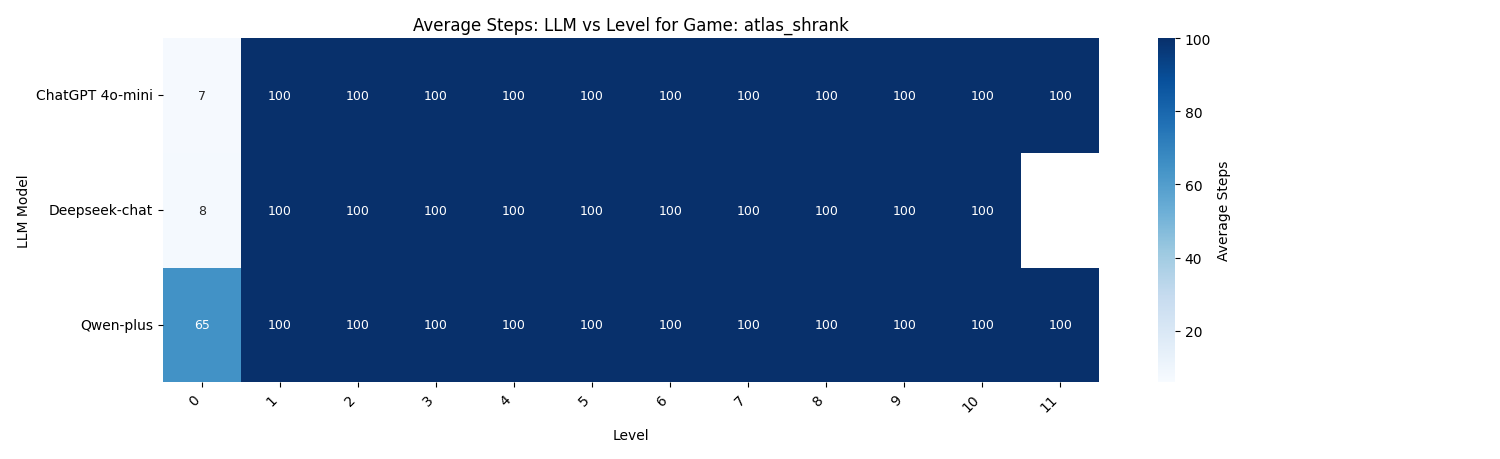 Average Steps: LLM vs Level for Game: atlas_shrank
LLM Model
ChatGPT 4o-mini 7 100 100 100 100 100 100 100 100 100 100 100
Deepseek-chat 8 100 100 100 100 100 100 100 100 100 100
Qwen-plus 65 100 100 100 100 100 100 100 100 100 100 100
0 1 2 3 4 5 6 7 8 9 10 11
Level
100
80
60
40
20
Average Steps